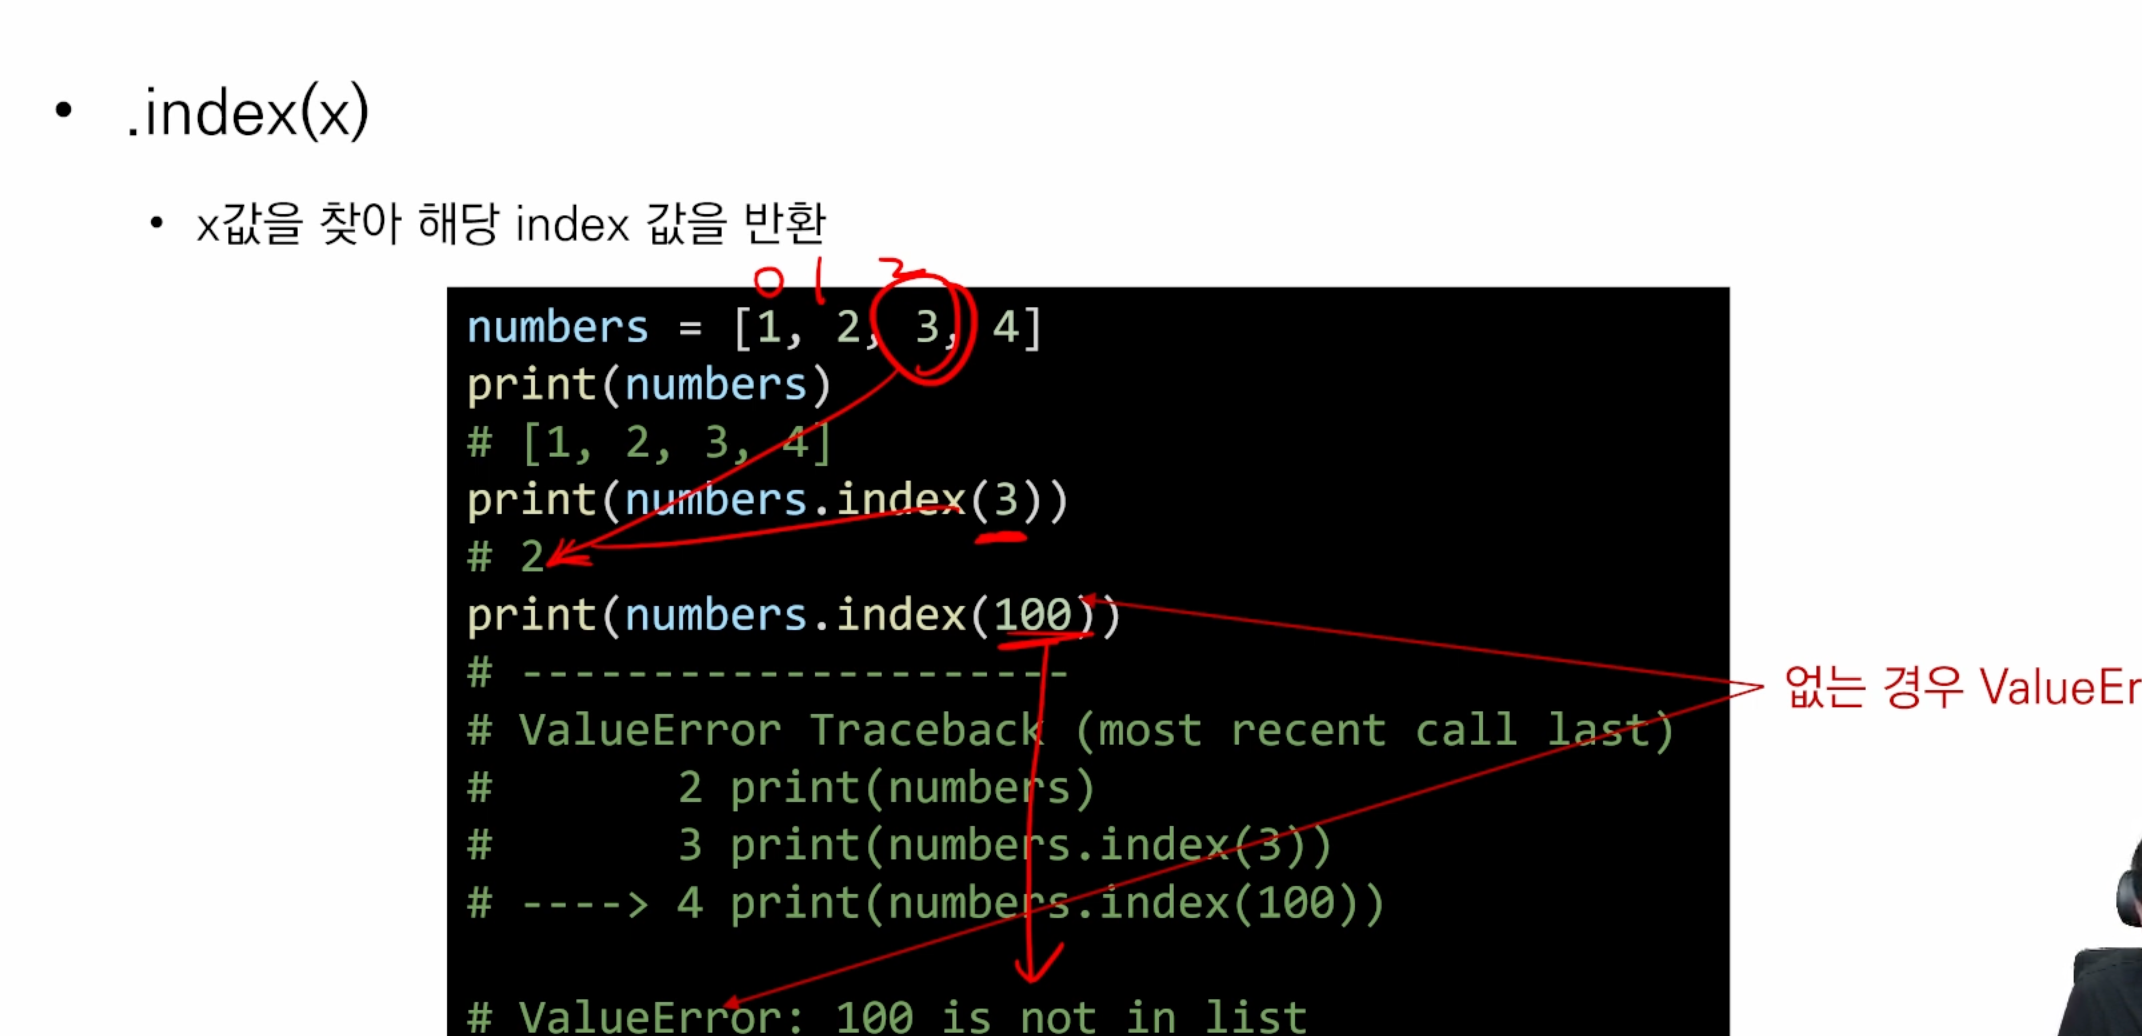 • .index(x)
• x값을 찾아 해당 index 값을 반환
0 1 2
numbers = [1, 2, 3, 4]
print(numbers)
# [1, 2, 3, 4]
print(numbers.index(3))
# 2
print(numbers.index(100))
# ---------------------
없는 경우 ValueEr
# ValueError Traceback (most recent call last)
# 2 print(numbers)
# 3 print(numbers.index(3))
# ----> 4 print(numbers.index(100))
# ValueError: 100 is not in list